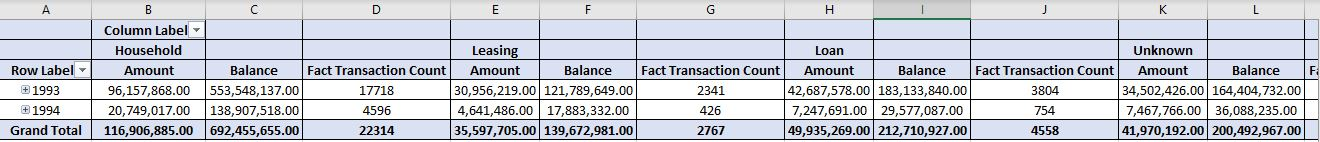 A B C D E F G H I J K L
Column Label
Household Leasing Loan Unknown
Row Label Amount Balance Fact Transaction Count Amount Balance Fact Transaction Count Amount Balance Fact Transaction Count Amount Balance Fa
1993 96,157,868.00 553,548,137.00 17718 30,956,219.00 121,789,649.00 2341 42,687,578.00 183,133,840.00 3804 34,502,426.00 164,404,732.00
1994 20,749,017.00 138,907,518.00 4596 4,641,486.00 17,883,332.00 426 7,247,691.00 29,577,087.00 754 7,467,766.00 36,088,235.00
Grand Total 116,906,885.00 692,455,655.00 22314 35,597,705.00 139,672,981.00 2767 49,935,269.00 212,710,927.00 4558 41,970,192.00 200,492,967.00